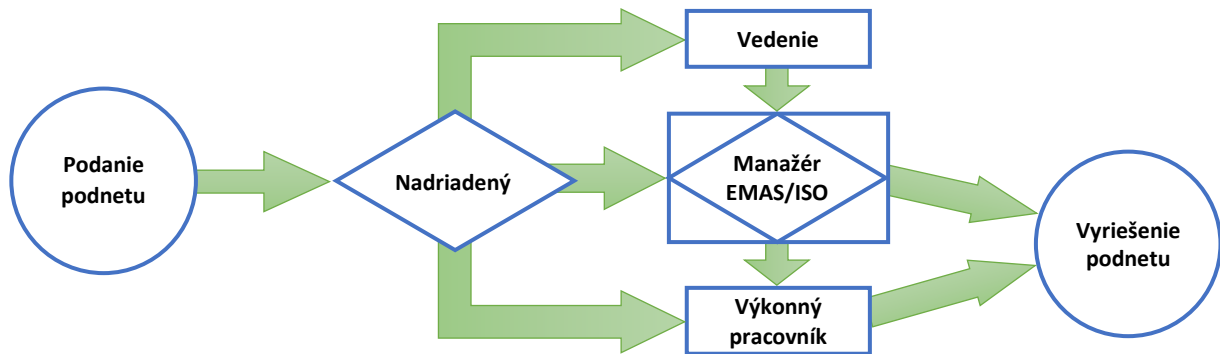 Podanie
podnetu
Nadriadený
Vedenie
Manažér
EMAS/ISO
Výkonný
pracovník
Vyriešenie
podnetu